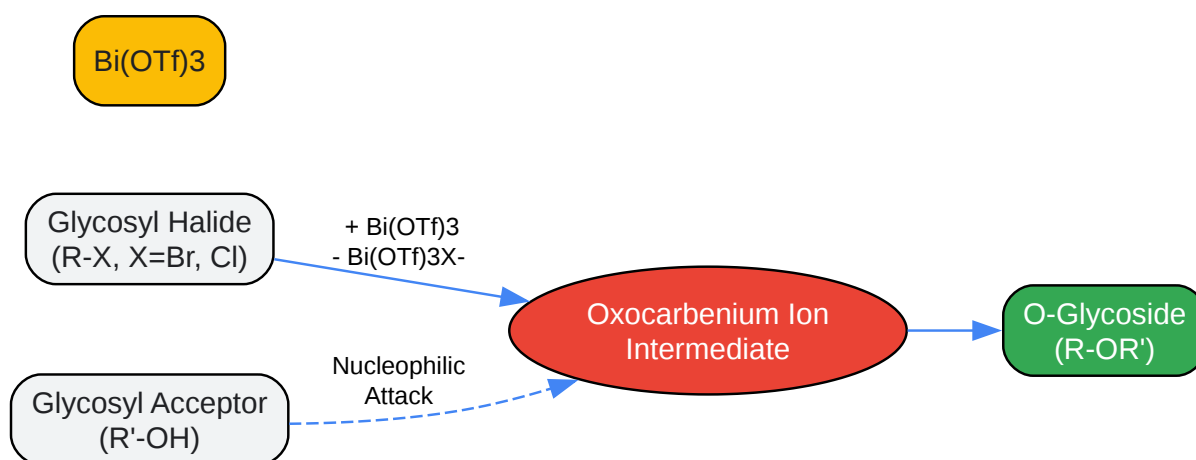 Bi(OTf)3
Glycosyl Halide
(R-X, X=Br, Cl)
+ Bi(OTf)3
- Bi(OTf)3X-
Oxocarbenium Ion
Intermediate
O-Glycoside
(R-OR')
Nucleophilic
Attack
Glycosyl Acceptor
(R'-OH)